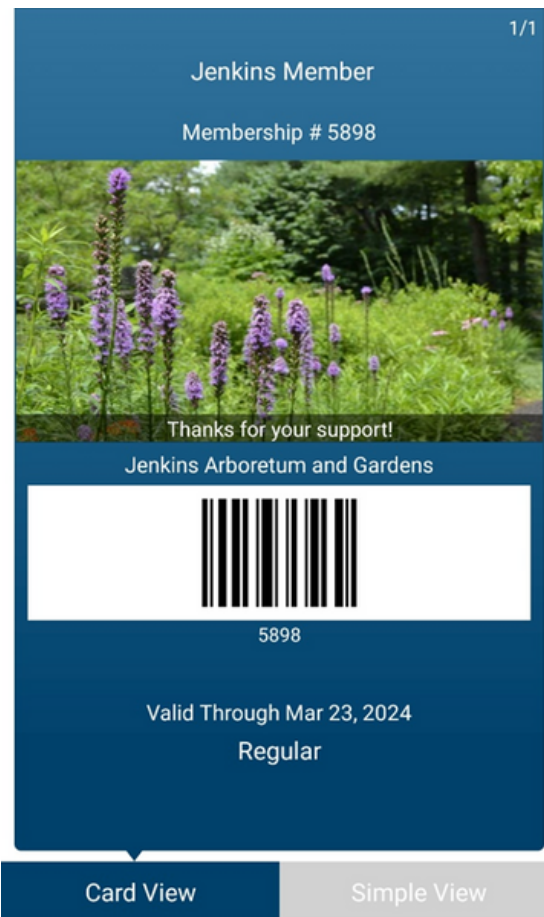 1/1
Jenkins Member
Membership # 5898
Thanks for your support!
Jenkins Arboretum and Gardens
5898
Valid Through Mar 23, 2024
Regular
Card View
Simple View